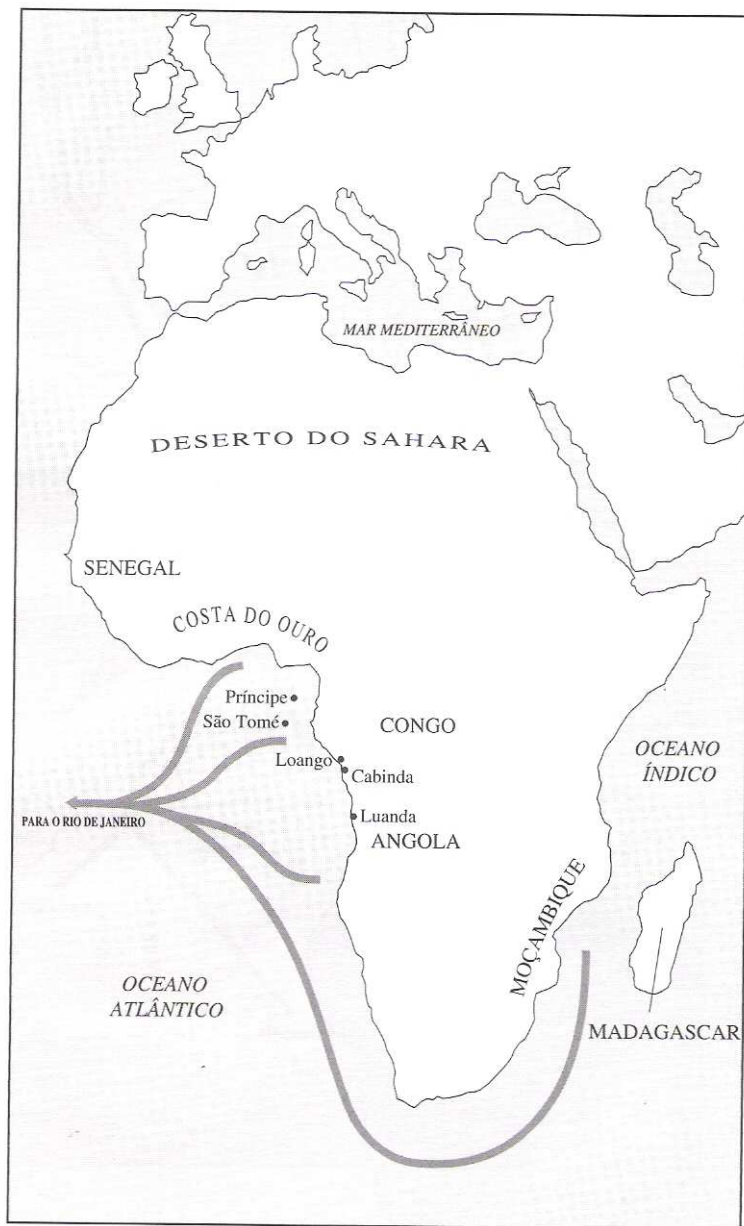 MAR MEDITERRÂNEO
DESERTO DO SAHARA
SENEGAL
COSTA DO OURO
Príncipe
São Tomé
CONGO
Loango
Cabinda
OCEANO
ÍNDICO
PARA O RIO DE JANEIRO
Luanda
ANGOLA
MOÇAMBIQUE
OCEANO
ATLÂNTICO
MADAGASCAR